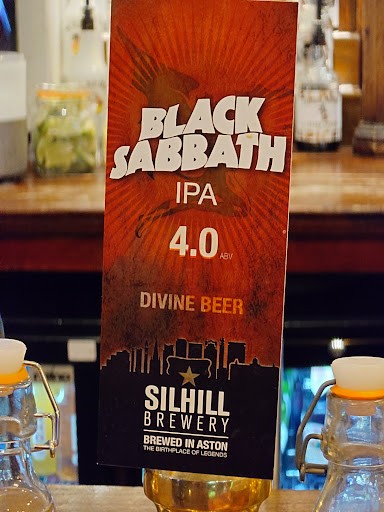 BLACK
SABBATH
IPA
4.0 ABV
DIVINE BEER
SILHILL
BREWERY
BREWED IN ASTON
THE BIRTHPLACE OF LEGENDS